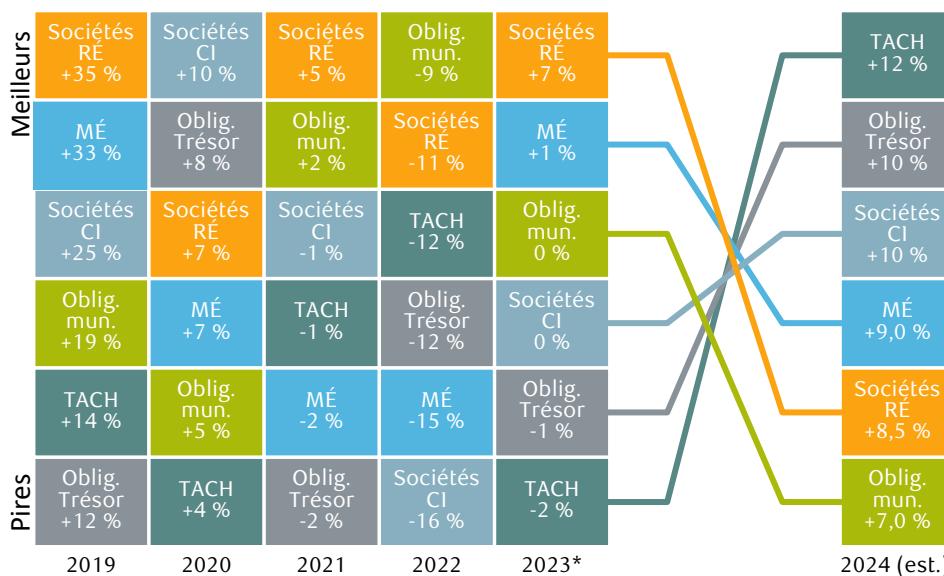 Meilleurs
Pires
Sociétés
RÉ
+35 %
Sociétés
CI
+10 %
Sociétés
RÉ
+5 %
Oblig.
mun.
-9 %
Sociétés
RÉ
+7 %
TACH
+12 %
MÉ
+33 %
Oblig.
Trésor
+8 %
Oblig.
mun.
+2 %
Sociétés
RÉ
-11 %
MÉ
+1 %
Oblig.
Trésor
+10 %
Sociétés
CI
+25 %
Sociétés
RÉ
+7 %
Sociétés
CI
-1 %
TACH
-12 %
Oblig.
mun.
0 %
Sociétés
CI
+10 %
Oblig.
mun.
+19 %
MÉ
+7 %
TACH
-1 %
Oblig.
Trésor
-12 %
Sociétés
CI
0 %
MÉ
+9,0 %
TACH
+14 %
Oblig.
mun.
+5 %
MÉ
-2 %
MÉ
-15 %
Oblig.
Trésor
-1 %
Sociétés
RÉ
+8,5 %
Oblig.
Trésor
+12 %
TACH
+4 %
Oblig.
Trésor
-2 %
Sociétés
CI
-16 %
TACH
-2 %
Oblig.
mun.
+7,0 %
2019 2020 2021 2022 2023* 2024 (est.)